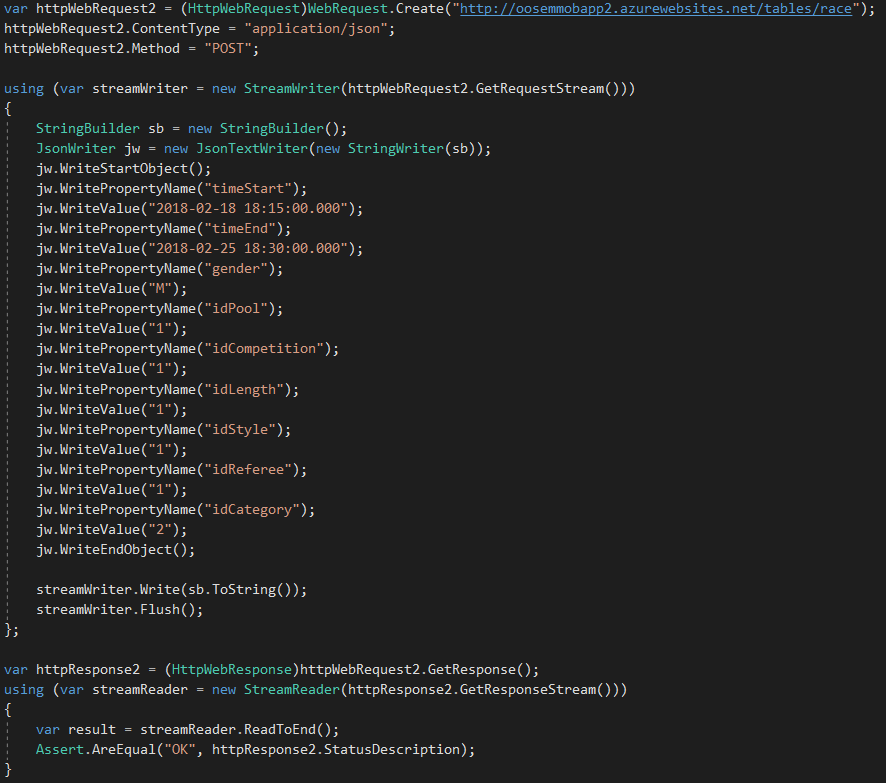 var httpWebRequest2 = (HttpWebRequest)WebRequest.Create("http://oosemmobapp2.azurewebsites.net/tables/race");
httpWebRequest2.ContentType = "application/json";
httpWebRequest2.Method = "POST";

using (var streamWriter = new StreamWriter(httpWebRequest2.GetRequestStream()))
{
    StringBuilder sb = new StringBuilder();
    JsonWriter jw = new JsonTextWriter(new StringWriter(sb));
    jw.WriteStartObject();
    jw.WritePropertyName("timeStart");
    jw.WriteValue("2018-02-18 18:15:00.000");
    jw.WritePropertyName("timeEnd");
    jw.WriteValue("2018-02-25 18:30:00.000");
    jw.WritePropertyName("gender");
    jw.WriteValue("M");
    jw.WritePropertyName("idPool");
    jw.WriteValue("1");
    jw.WritePropertyName("idCompetition");
    jw.WriteValue("1");
    jw.WritePropertyName("idLength");
    jw.WriteValue("1");
    jw.WritePropertyName("idStyle");
    jw.WriteValue("1");
    jw.WritePropertyName("idReferee");
    jw.WriteValue("1");
    jw.WritePropertyName("idCategory");
    jw.WriteValue("2");
    jw.WriteEndObject();

    streamWriter.Write(sb.ToString());
    streamWriter.Flush();
};

var httpResponse2 = (HttpWebResponse)httpWebRequest2.GetResponse();
using (var streamReader = new StreamReader(httpResponse2.GetResponseStream()))
{
    var result = streamReader.ReadToEnd();
    Assert.AreEqual("OK", httpResponse2.StatusDescription);
}